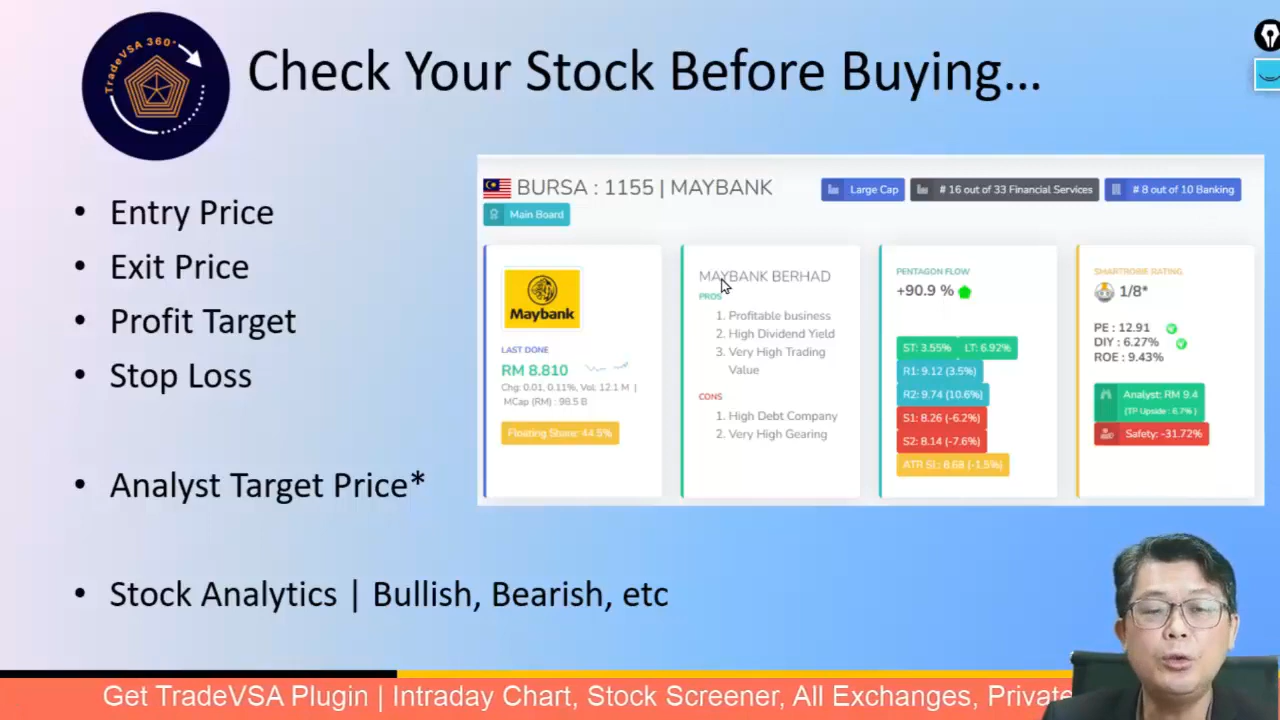 TradeVSA 360°
Check Your Stock Before Buying...
• Entry Price
• Exit Price
• Profit Target
• Stop Loss
• Analyst Target Price*
• Stock Analytics | Bullish, Bearish, etc
BURSA : 1155 | MAYBANK
Large Cap
# 16 out of 33 Financial Services
# 8 out of 10 Banking
Main Board
Maybank
LAST DONE
RM 8.810
Chg: 0.01, 0.11%, Vol: 12.1 M |
MCap (RM) : 98.5 B
Floating Share: 44.5%
MAYBANK BERHAD
PROS
1. Profitable business
2. High Dividend Yield
3. Very High Trading
Value
CONS
1. High Debt Company
2. Very High Gearing
PENTAGON FLOW
+90.9 %
ST: 3.55% LT: 6.92%
R1: 9.12 (3.5%)
R2: 9.74 (10.6%)
S1: 8.26 (-6.2%)
S2: 8.14 (-7.6%)
ATR SL: 8.68 (-1.5%)
SMARTROBIE RATING
1/8*
PE : 12.91
DIY : 6.27%
ROE : 9.43%
Analyst: RM 9.4
(TP Upside : 6.7% )
Safety: -31.72%
Get TradeVSA Plugin | Intraday Chart, Stock Screener, All Exchanges, Private